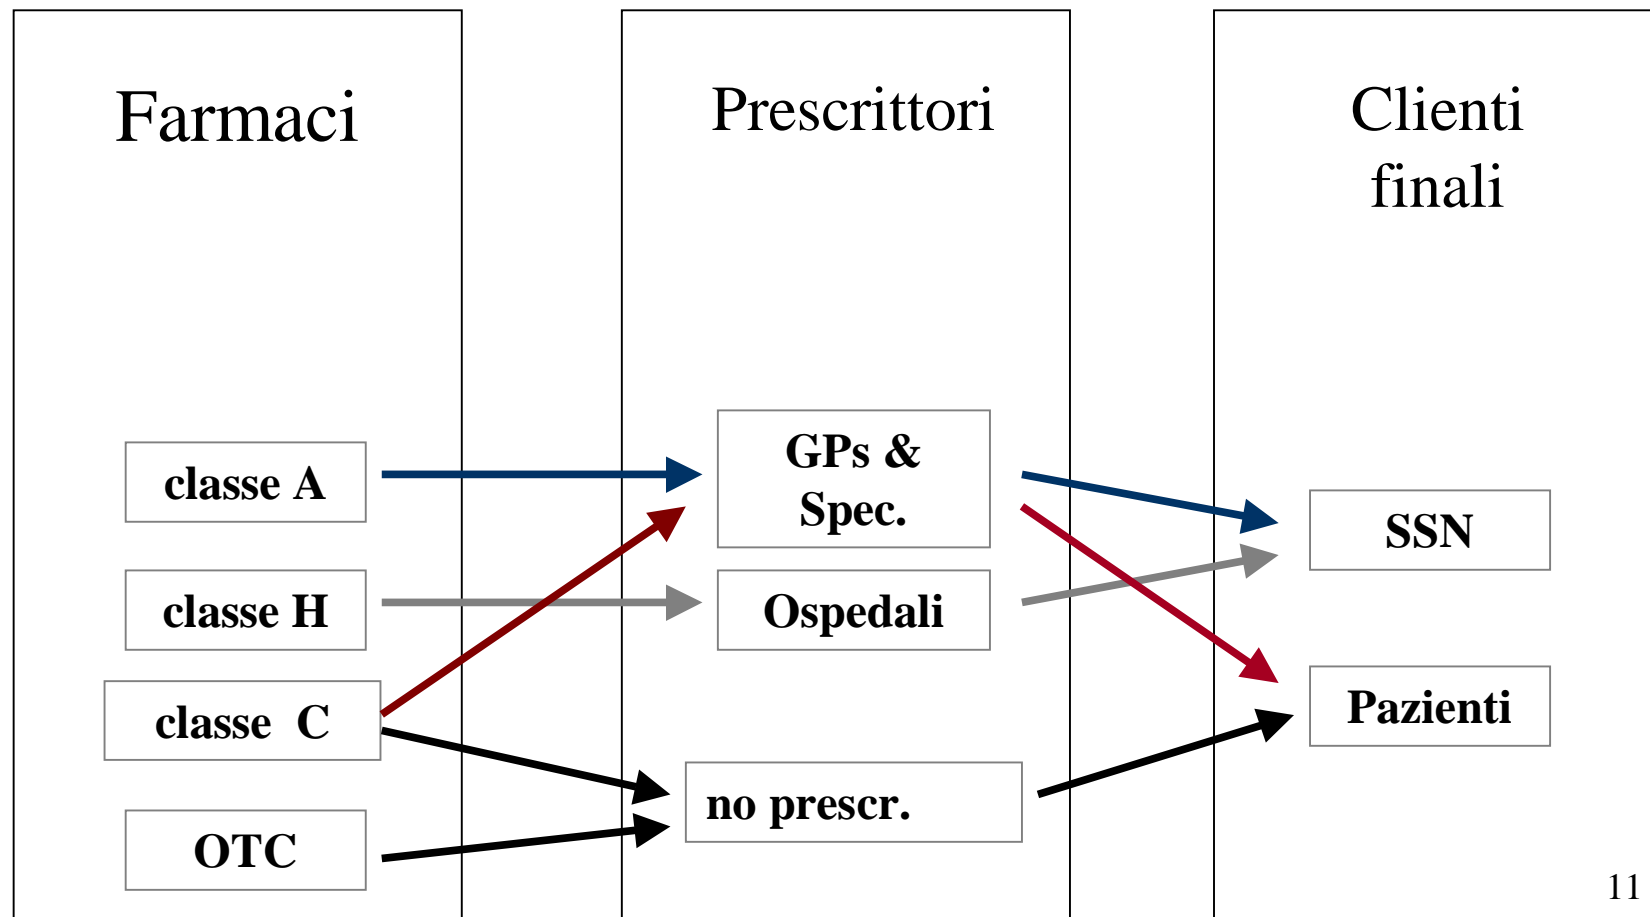 Farmaci
classe A
classe H
classe  C
OTC
Prescrittori
GPs &
Spec.
Ospedali
no prescr.
Clienti
finali
SSN
Pazienti
11